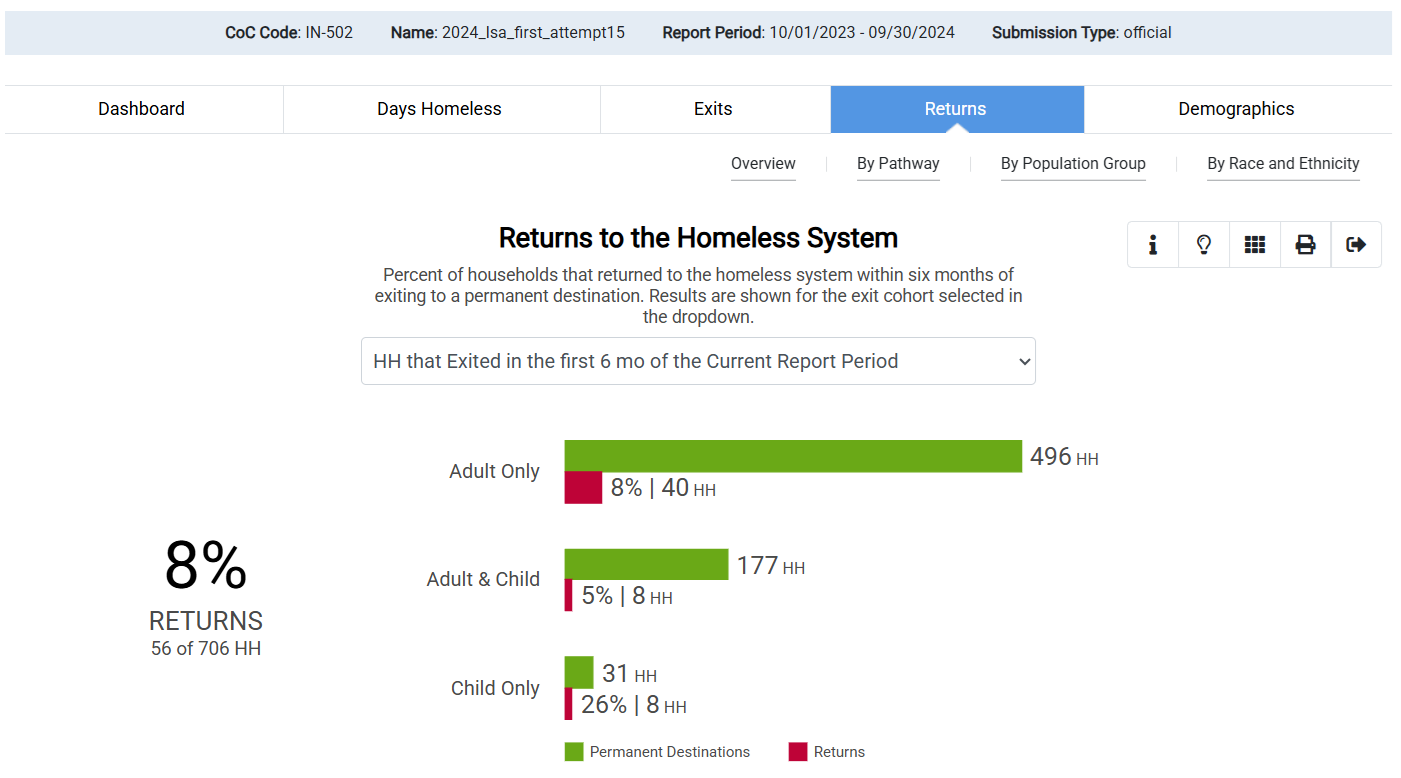 CoC Code: IN-502 Name: 2024_lsa_first_attempt15 Report Period: 10/01/2023 - 09/30/2024 Submission Type: official
Dashboard Days Homeless Exits Returns Demographics
Overview By Pathway By Population Group By Race and Ethnicity
Returns to the Homeless System
Percent of households that returned to the homeless system within six months of
exiting to a permanent destination. Results are shown for the exit cohort selected in
the dropdown.
HH that Exited in the first 6 mo of the Current Report Period
8%
RETURNS
56 of 706 HH
Adult Only
496 HH
8% | 40 HH
Adult & Child
177 HH
5% | 8 HH
Child Only
31 HH
26% | 8 HH
Permanent Destinations Returns